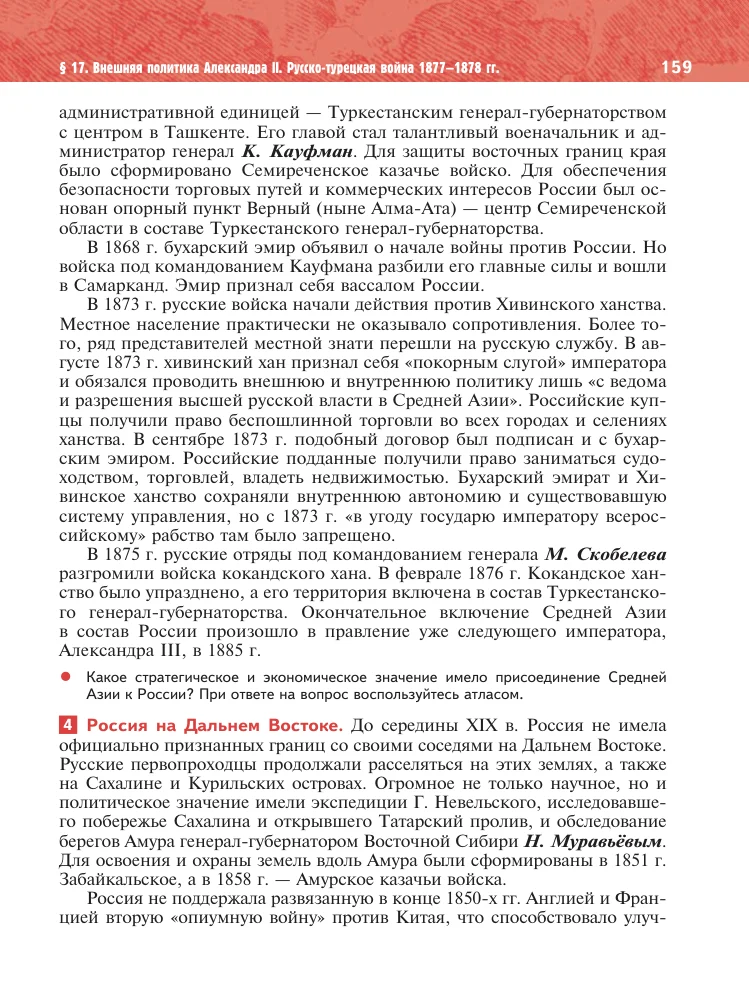 § 17. Внешняя политика Александра II. Русско-турецкая война 1877–1878 гг.
159
административной единицей — Туркестанским генерал-губернаторством
с центром в Ташкенте. Его главой стал талантливый военачальник и ад-
министратор генерал К. Кауфман. Для защиты восточных границ края
было сформировано Семиреченское казачье войско. Для обеспечения
безопасности торговых путей и коммерческих интересов России был ос-
нован опорный пункт Верный (ныне Алма-Ата) — центр Семиреченской
области в составе Туркестанского генерал-губернаторства.
В 1868 г. бухарский эмир объявил о начале войны против России. Но
войска под командованием Кауфмана разбили его главные силы и вошли
в Самарканд. Эмир признал себя вассалом России.
В 1873 г. русские войска начали действия против Хивинского ханства.
Местное население практически не оказывало сопротивления. Более то-
го, ряд представителей местной знати перешли на русскую службу. В ав-
густе 1873 г. хивинский хан признал себя «покорным слугой» императора
и обязался проводить внешнюю и внутреннюю политику лишь «с ведома
и разрешения высшей русской власти в Средней Азии». Российские куп-
цы получили право беспошлинной торговли во всех городах и селениях
ханства. В сентябре 1873 г. подобный договор был подписан и с бухар-
ским эмиром. Российские подданные получили право заниматься судо-
ходством, торговлей, владеть недвижимостью. Бухарский эмират и Хи-
винское ханство сохраняли внутреннюю автономию и существовавшую
систему управления, но с 1873 г. «в угоду государю императору всерос-
сийскому» рабство там было запрещено.
В 1875 г. русские отряды под командованием генерала М. Скобелева
разгромили войска кокандского хана. В феврале 1876 г. Кокандское хан-
ство было упразднено, а его территория включена в состав Туркестанско-
го генерал-губернаторства. Окончательное включение Средней Азии
в состав России произошло в правление уже следующего императора,
Александра III, в 1885 г.
● Какое стратегическое и экономическое значение имело присоединение Средней
Азии к России? При ответе на вопрос воспользуйтесь атласом.
4 Россия на Дальнем Востоке. До середины XIX в. Россия не имела
официально признанных границ со своими соседями на Дальнем Востоке.
Русские первопроходцы продолжали расселяться на этих землях, а также
на Сахалине и Курильских островах. Огромное не только научное, но и
политическое значение имели экспедиции Г. Невельского, исследовавше-
го побережье Сахалина и открывшего Татарский пролив, и обследование
берегов Амура генерал-губернатором Восточной Сибири Н. Муравьёвым.
Для освоения и охраны земель вдоль Амура были сформированы в 1851 г.
Забайкальское, а в 1858 г. — Амурское казачьи войска.
Россия не поддержала развязанную в конце 1850-х гг. Англией и Фран-
цией вторую «опиумную войну» против Китая, что способствовало улуч-